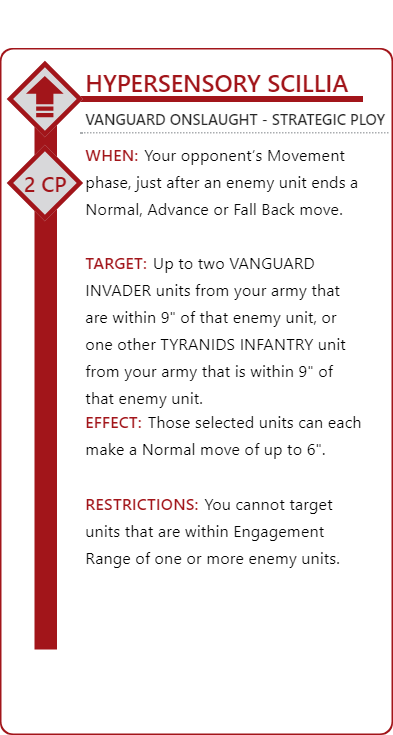 HYPERSENSORY SCILLIA
VANGUARD ONSLAUGHT - STRATEGIC PLOY
2 CP
WHEN: Your opponent's Movement
phase, just after an enemy unit ends a
Normal, Advance or Fall Back move.
TARGET: Up to two VANGUARD
INVADER units from your army that
are within 9" of that enemy unit, or
one other TYRANIDS INFANTRY unit
from your army that is within 9" of
that enemy unit.
EFFECT: Those selected units can each
make a Normal move of up to 6".
RESTRICTIONS: You cannot target
units that are within Engagement
Range of one or more enemy units.